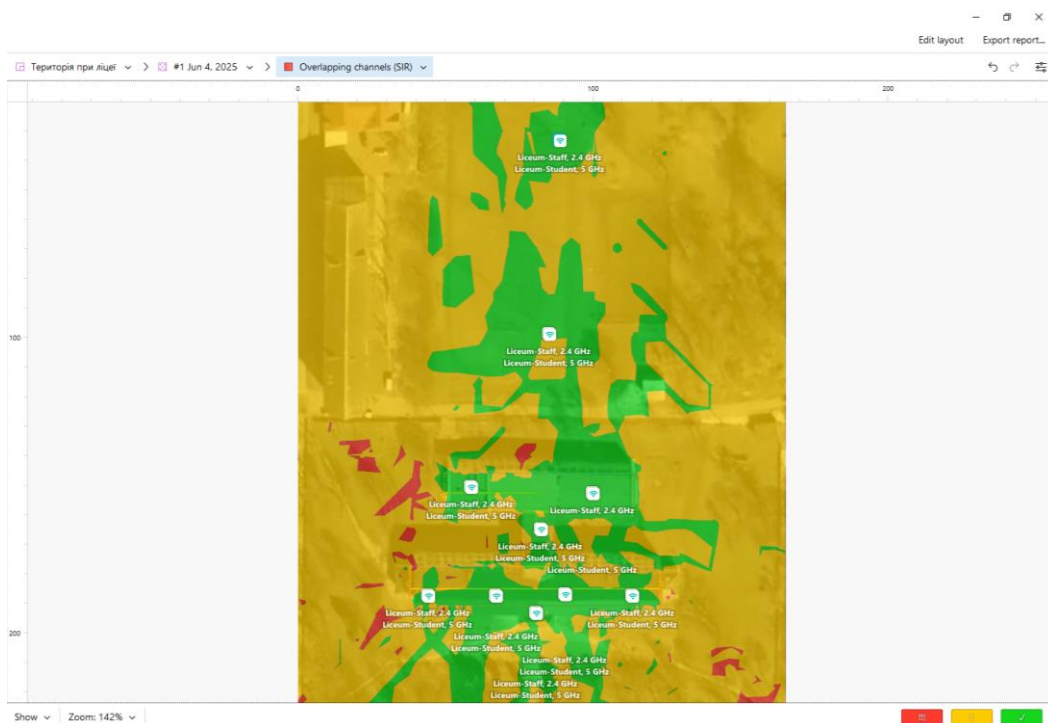 Edit layout Export report...
Територія при ліцеї #1 Jun 4, 2025 Overlapping channels (SIR)
0 100 200
Liceum-Staff, 2.4 GHz
Liceum-Student, 5 GHz
100
Liceum-Staff, 2.4 GHz
Liceum-Student, 5 GHz
Liceum-Staff, 2.4 GHz
Liceum-Student, 5 GHz
Liceum-Staff, 2.4 GHz
Liceum-Staff, 2.4 GHz
Liceum-Student, 5 GHz
Liceum-Student, 5 GHz
Liceum-Staff, 2.4 GHz
Liceum-Student, 5 GHz
Liceum-Staff, 2.4 GHz
Liceum-Student, 5 GHz
200
Liceum-Staff, 2.4 GHz
Liceum-Student, 5 GHz
Liceum-Staff, 2.4 GHz
Liceum-Student, 5 GHz
Liceum-Staff, 2.4 GHz
Liceum-Student, 5 GHz
Show Zoom: 142%